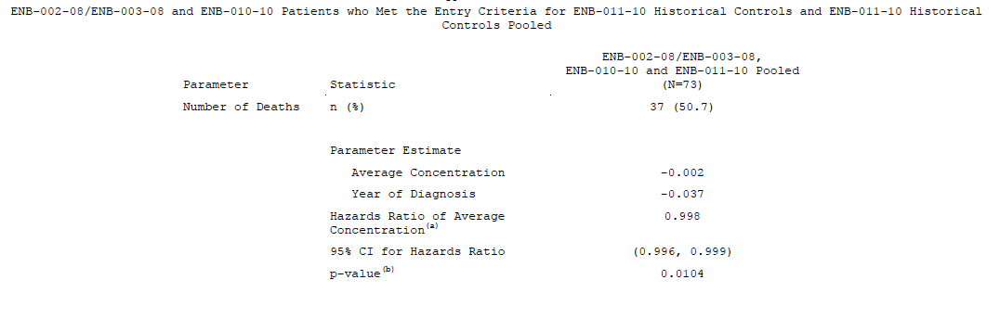 ENB-002-08/ENB-003-08 and ENB-010-10 Patients who Met the Entry Criteria for ENB-011-10 Historical Controls and ENB-011-10 Historical
Controls Pooled
ENB-002-08/ENB-003-08,
ENB-010-10 and ENB-011-10 Pooled
Parameter Statistic (N=73)
Number of Deaths n (%) 37 (50.7)
Parameter Estimate
Average Concentration -0.002
Year of Diagnosis -0.037
Hazards Ratio of Average 0.998
Concentration(a)
95% CI for Hazards Ratio (0.996, 0.999)
p-value(b) 0.0104